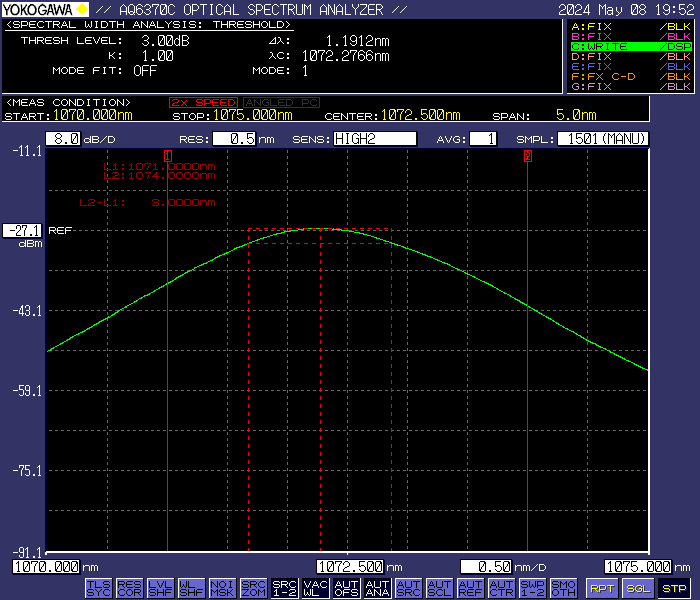 YOKOGAWA // AQ6370C OPTICAL SPECTRUM ANALYZER // 2024 May 08 19:52
<SPECTRAL WIDTH ANALYSIS: THRESHOLD>
THRESH LEVEL: 3.00dB Δλ: 1.1912nm
K: 1.00 λC: 1072.2766nm
MODE FIT: OFF MODE: 1
A:FIX /BLK
B:FIX /BLK
C:WRITE /DSP
D:FIX /BLK
E:FIX /BLK
F:FX C-D /BLK
G:FIX /BLK
<MEAS CONDITION> 2X SPEED ANGLED PC
START:1070.000nm STOP:1075.000nm CENTER:1072.500nm SPAN: 5.0nm
8.0 dB/D RES: 0.5 nm SENS: HIGH2 AVG: 1 SMPL: 1501(MANU)
-11.1
1 2
L1:1071.0000nm
L2:1074.0000nm
L2-L1: 3.0000nm
-27.1 REF
dBm
-43.1
-59.1
-75.1
-91.1
1070.000 nm 1072.500 nm 0.50 nm/D 1075.000 nm
TLS SYC RES COR LVL SHF WL SHF NOI MSK SRC ZOM SRC 1-2 VAC WL AUT OFS AUT ANA AUT SRC AUT SCL AUT REF AUT CTR SWP 1-2 SMO OTH RPT SGL STP